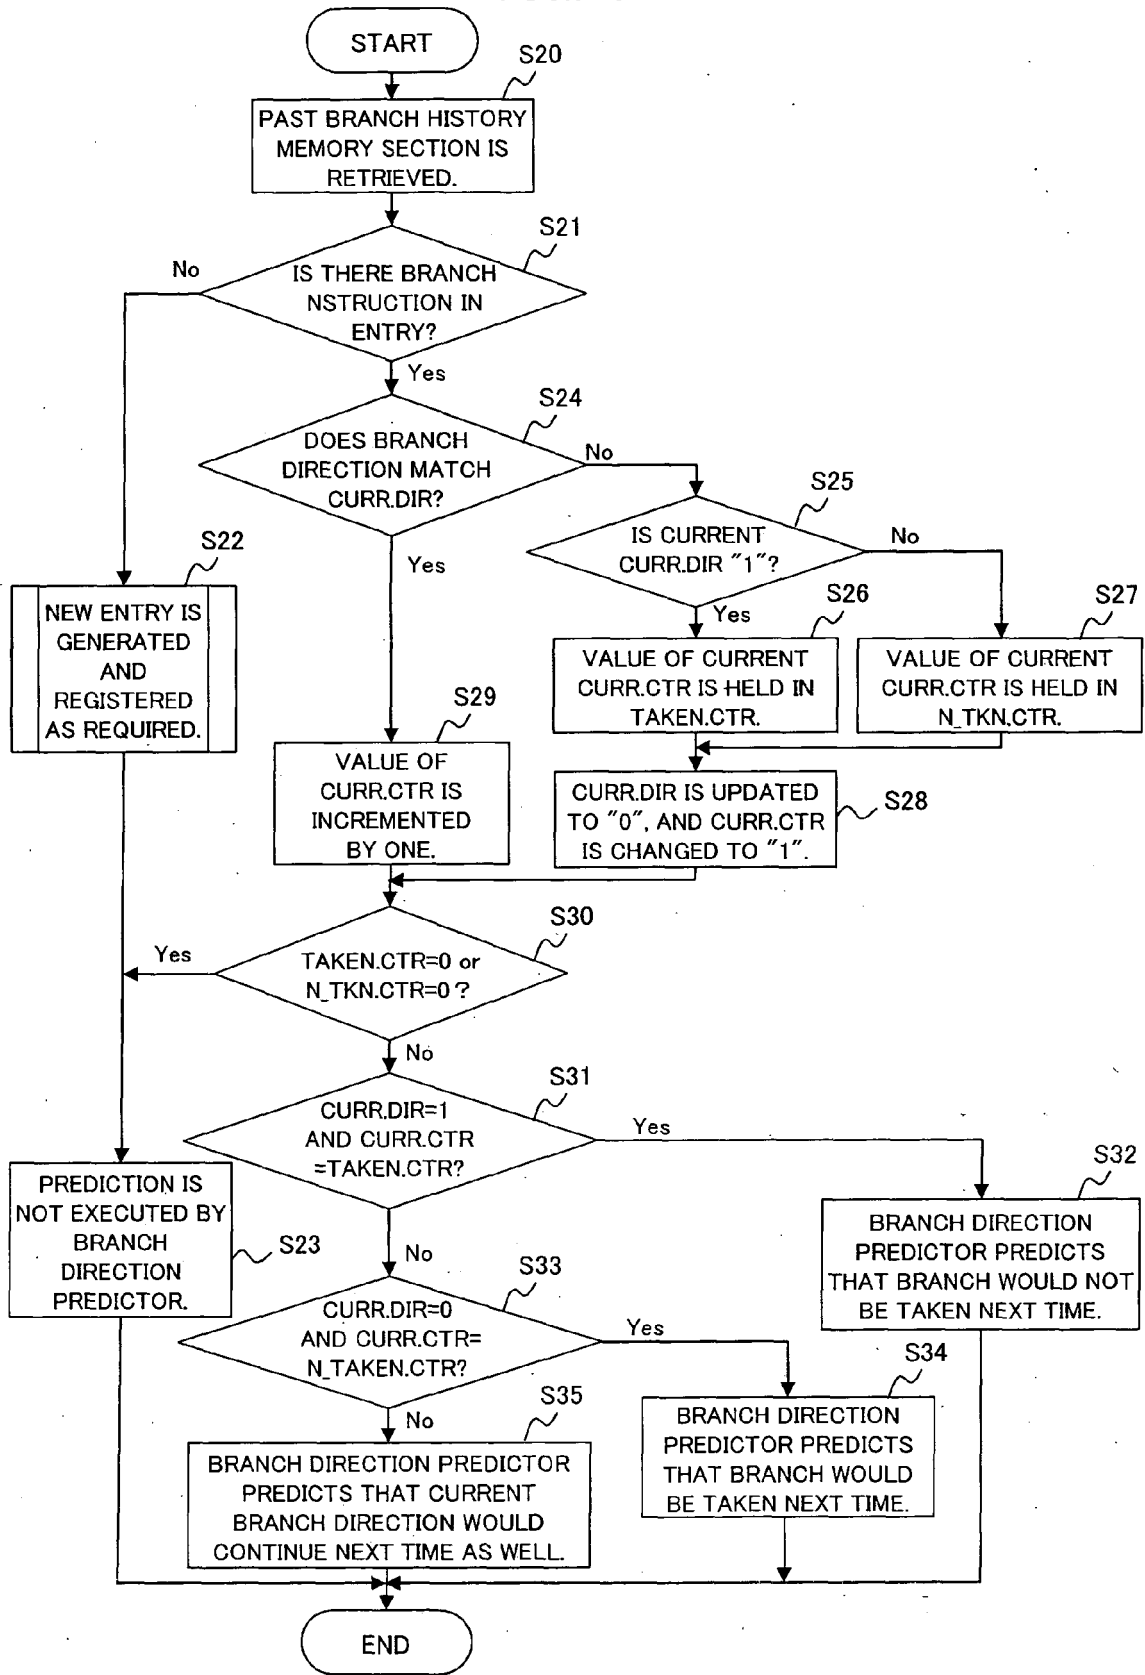 START
S20
PAST BRANCH HISTORY
MEMORY SECTION IS
RETRIEVED.
S21
IS THERE BRANCH
NSTRUCTION IN
ENTRY?
No
Yes
S24
DOES BRANCH
DIRECTION MATCH
CURR.DIR?
No
Yes
S25
IS CURRENT
CURR.DIR "1"?
No
Yes
S22
NEW ENTRY IS
GENERATED
AND
REGISTERED
AS REQUIRED.
S26
VALUE OF CURRENT
CURR.CTR IS HELD IN
TAKEN.CTR.
S27
VALUE OF CURRENT
CURR.CTR IS HELD IN
N_TKN.CTR.
S29
VALUE OF
CURR.CTR IS
INCREMENTED
BY ONE.
S28
CURR.DIR IS UPDATED
TO "0", AND CURR.CTR
IS CHANGED TO "1".
S30
TAKEN.CTR=0 or
N_TKN.CTR=0?
Yes
No
S31
CURR.DIR=1
AND CURR.CTR
=TAKEN.CTR?
Yes
No
S32
BRANCH DIRECTION
PREDICTOR PREDICTS
THAT BRANCH WOULD NOT
BE TAKEN NEXT TIME.
S23
PREDICTION IS
NOT EXECUTED BY
BRANCH
DIRECTION
PREDICTOR.
S33
CURR.DIR=0
AND CURR.CTR=
N_TAKEN.CTR?
Yes
No
S34
BRANCH DIRECTION
PREDICTOR PREDICTS
THAT BRANCH WOULD
BE TAKEN NEXT TIME.
S35
BRANCH DIRECTION PREDICTOR
PREDICTS THAT CURRENT
BRANCH DIRECTION WOULD
CONTINUE NEXT TIME AS WELL.
END